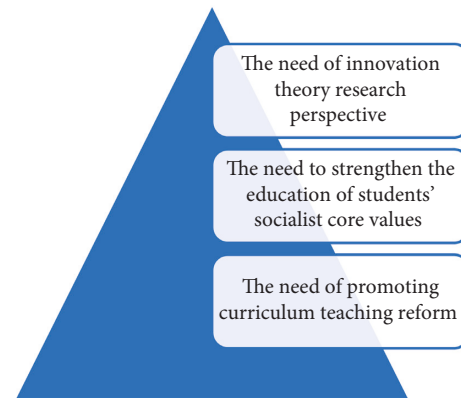 The need of innovation
theory research
perspective
The need to strengthen the
education of students’
socialist core values
The need of promoting
curriculum teaching reform